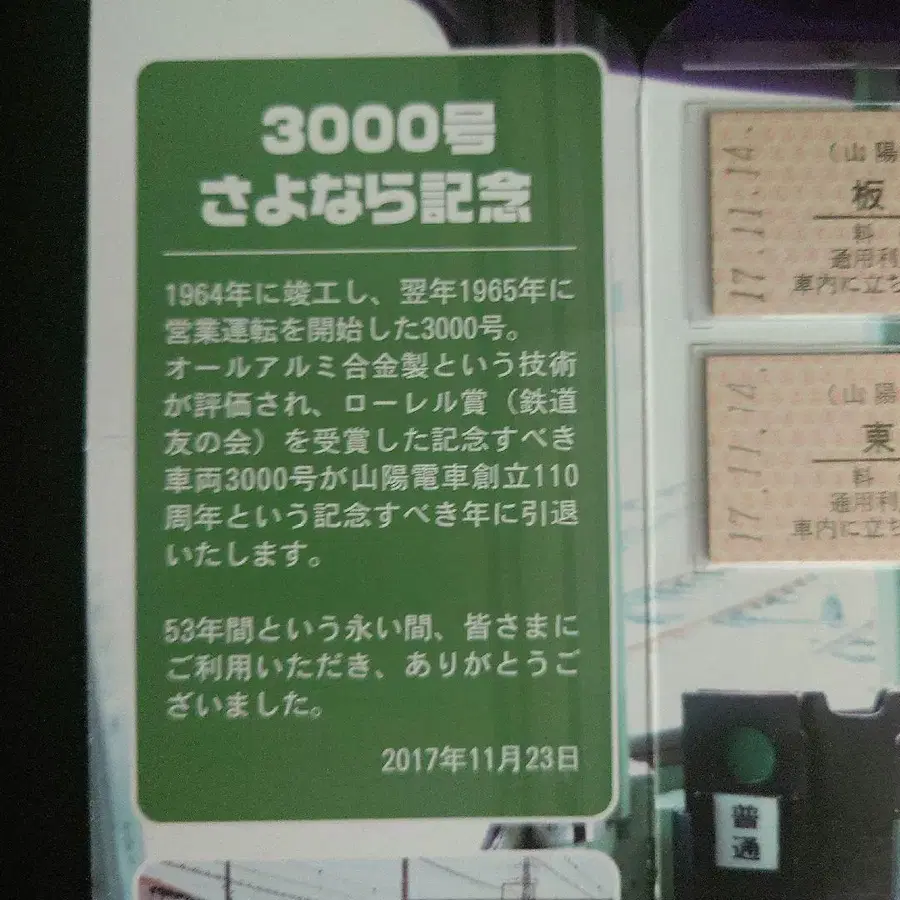 3000号
さよなら記念
1964年に竣工し、翌年1965年に
営業運転を開始した3000号。
オールアルミ合金製という技術
が評価され、ローレル賞（鉄道
友の会）を受賞した記念すべき
車両3000号が山陽電車創立110
周年という記念すべき年に引退
いたします。
53年間という永い間、皆さまに
ご利用いただき、ありがとうご
ざいました。
2017年11月23日
17.11.14.
（山陽
板
料
通用利
車内に立ち
17.11.14.
（山陽
東
料
通用利
車内に立ち
普通